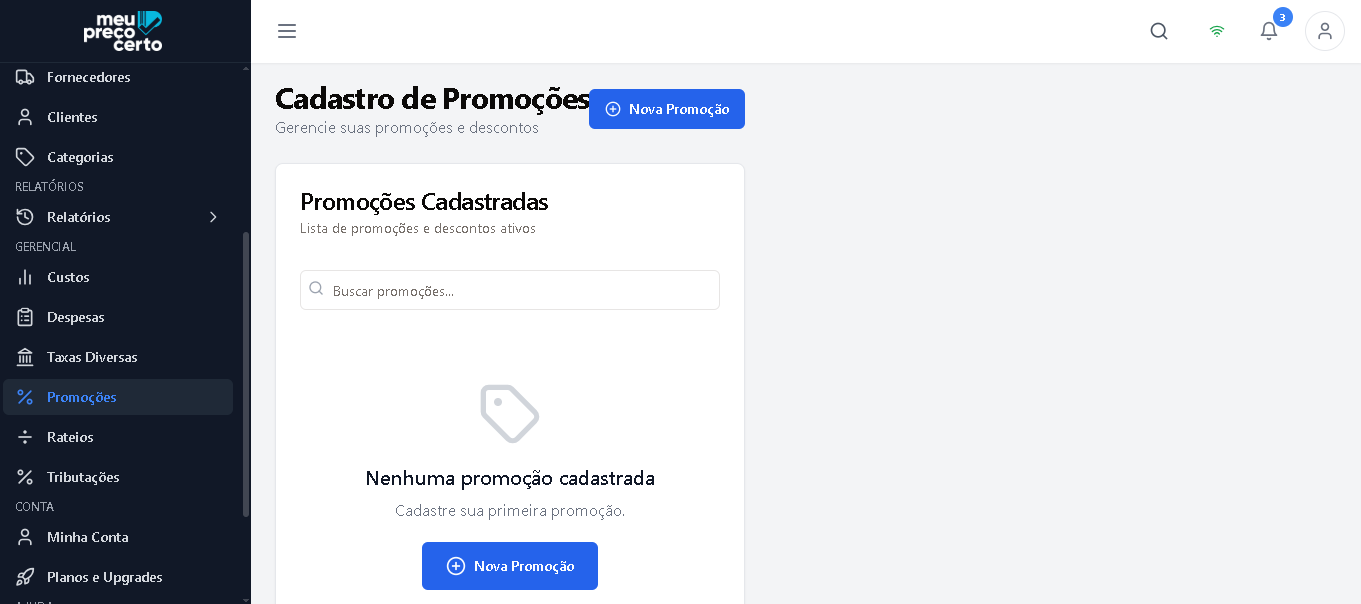 meu
preco
certo
3
Fornecedores
Clientes
Categorias
RELATÓRIOS
Relatórios
GERENCIAL
Custos
Despesas
Taxas Diversas
Promoções
Rateios
Tributações
CONTA
Minha Conta
Planos e Upgrades
Cadastro de Promoções
Nova Promoção
Gerencie suas promoções e descontos
Promoções Cadastradas
Lista de promoções e descontos ativos
Buscar promoções...
Nenhuma promoção cadastrada
Cadastre sua primeira promoção.
Nova Promoção